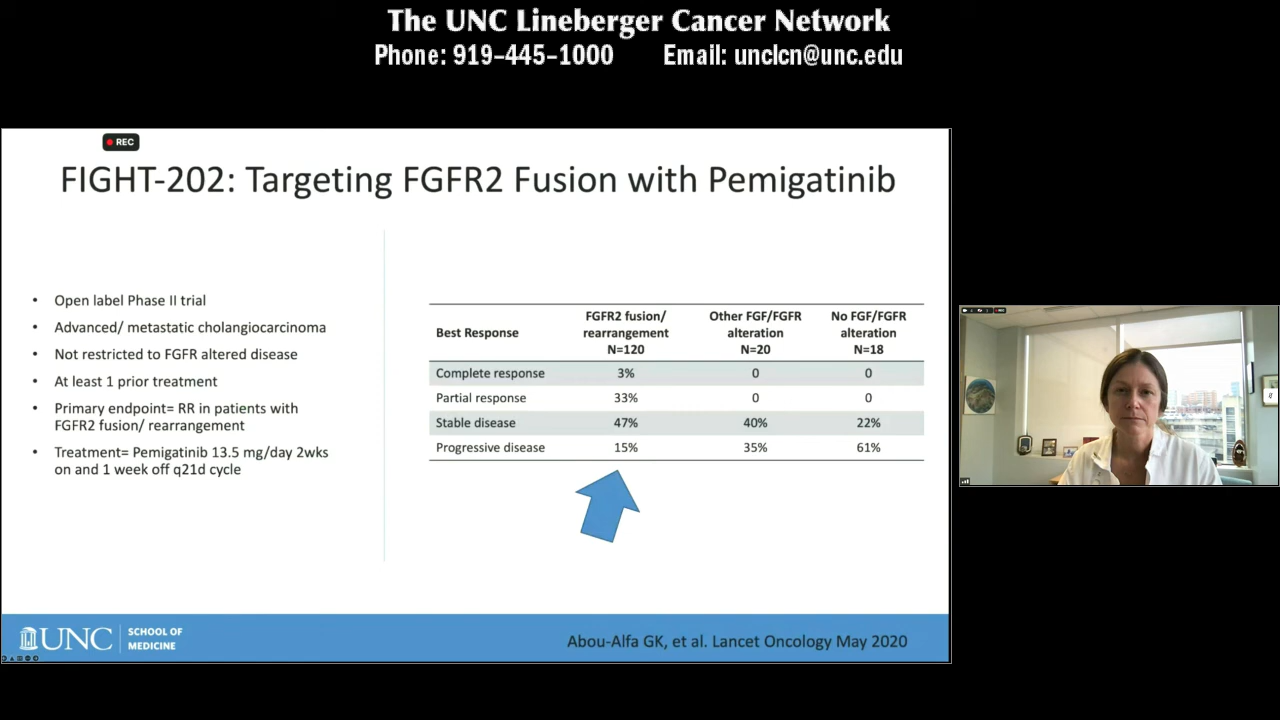 The UNC Lineberger Cancer Network
Phone: 919-445-1000 Email: unclcn@unc.edu
REC
FIGHT-202: Targeting FGFR2 Fusion with Pemigatinib
• Open label Phase II trial
• Advanced/ metastatic cholangiocarcinoma
• Not restricted to FGFR altered disease
• At least 1 prior treatment
• Primary endpoint= RR in patients with
FGFR2 fusion/ rearrangement
• Treatment= Pemigatinib 13.5 mg/day 2wks
on and 1 week off q21d cycle
Best Response
FGFR2 fusion/
rearrangement
N=120
Other FGF/FGFR
alteration
N=20
No FGF/FGFR
alteration
N=18
Complete response 3% 0 0
Partial response 33% 0 0
Stable disease 47% 40% 22%
Progressive disease 15% 35% 61%
UNC
SCHOOL OF
MEDICINE
Abou-Alfa GK, et al. Lancet Oncology May 2020